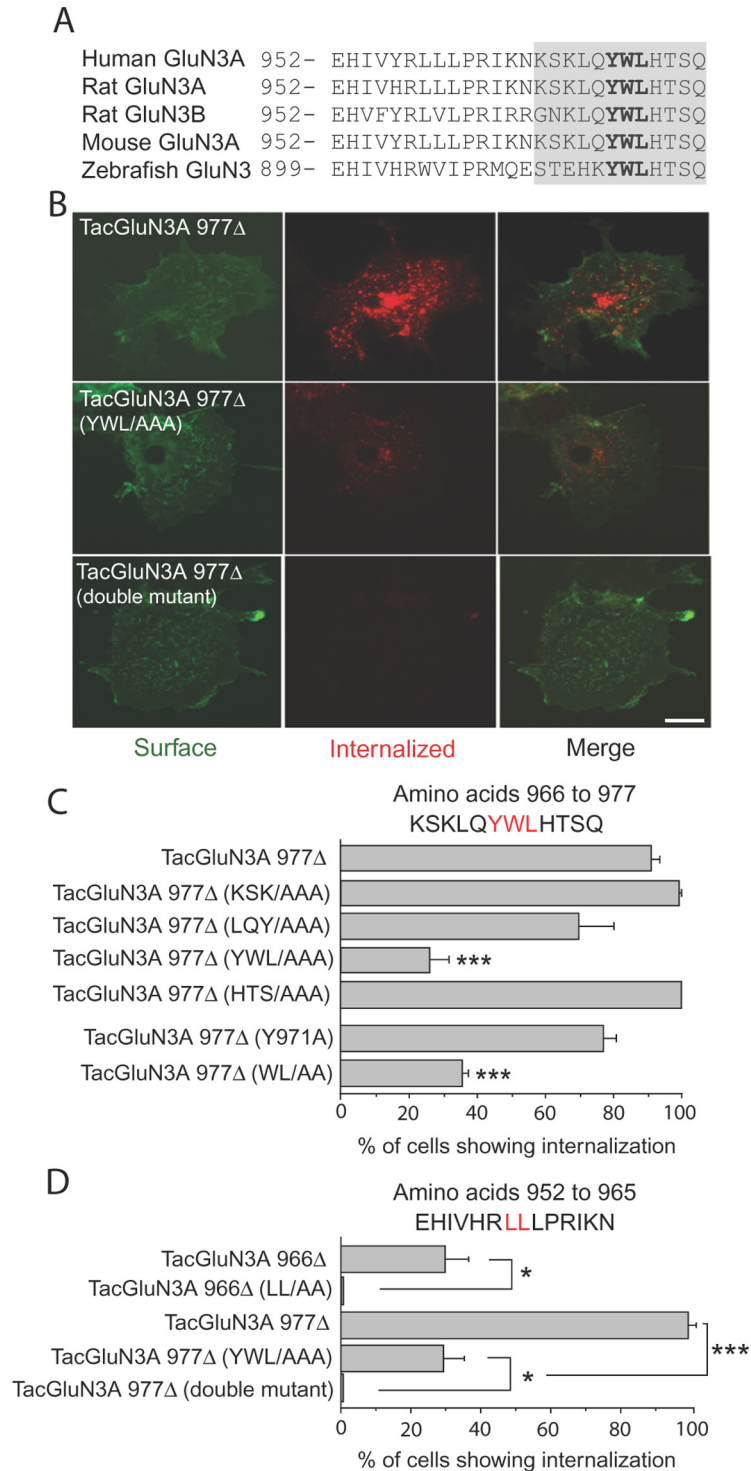 A
Human GluN3A 952- EHIVYRLLLPRIKNKSKLQYWLHTSQ
Rat GluN3A 952- EHIVHRLLLPRIKNKSKLQYWLHTSQ
Rat GluN3B 952- EHVFYRLVLPRIRRGNKLQYWLHTSQ
Mouse GluN3A 952- EHIVYRLLLPRIKNKSKLQYWLHTSQ
Zebrafish GluN3 899- EHIVHRWVIPRMQESTEHKYWLHTSQ
B
TacGluN3A 977Δ
TacGluN3A 977Δ
(YWL/AAA)
TacGluN3A 977Δ
(double mutant)
Surface Internalized Merge
C
Amino acids 966 to 977
KSKLQYWLHTSQ
TacGluN3A 977Δ
TacGluN3A 977Δ (KSK/AAA)
TacGluN3A 977Δ (LQY/AAA)
TacGluN3A 977Δ (YWL/AAA) ***
TacGluN3A 977Δ (HTS/AAA)
TacGluN3A 977Δ (Y971A)
TacGluN3A 977Δ (WL/AA) ***
0 20 40 60 80 100
% of cells showing internalization
D
Amino acids 952 to 965
EHIVHRLLLPRIKN
TacGluN3A 966Δ
TacGluN3A 966Δ (LL/AA) *
TacGluN3A 977Δ
TacGluN3A 977Δ (YWL/AAA) ***
TacGluN3A 977Δ (double mutant) *
0 20 40 60 80 100
% of cells showing internalization